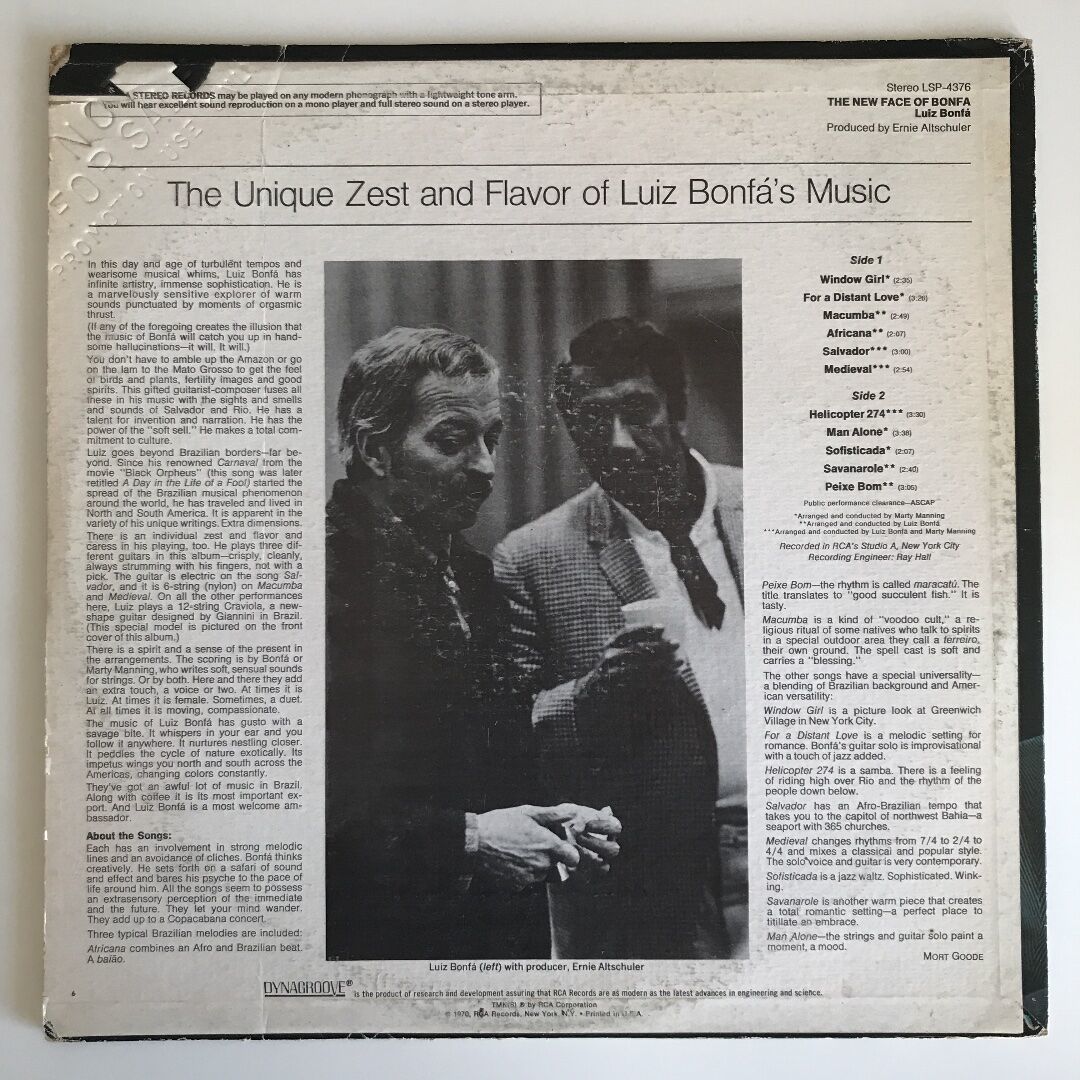 STEREO RECORDS may be played on any modern phonograph with a lightweight tone arm.
You will hear excellent sound reproduction on a mono player and full stereo sound on a stereo player.
Stereo LSP-4376
THE NEW FACE OF BONFA
Luiz Bonfá
Produced by Ernie Altschuler
The Unique Zest and Flavor of Luiz Bonfá's Music
In this day and age of turbulent tempos and
wearisome musical whims, Luiz Bonfá has
infinite artistry, immense sophistication. He is
a marvelously sensitive explorer of warm
sounds punctuated by moments of orgasmic
thrust.
(If any of the foregoing creates the illusion that
the music of Bonfá will catch you up in hand-
some hallucinations—it will. It will.)
You don't have to amble up the Amazon or go
on the lam to the Mato Grosso to get the feel
of birds and plants, fertility images and good
spirits. This gifted guitarist-composer fuses all
these in his music with the sights and smells
and sounds of Salvador and Rio. He has a
talent for invention and narration. He has the
power of the "soft sell." He makes a total com-
mitment to culture.
Luiz goes beyond Brazilian borders—far be-
yond. Since his renowned Carnaval from the
movie "Black Orpheus" (this song was later
retitled A Day in the Life of a Fool) started the
spread of the Brazilian musical phenomenon
around the world, he has traveled and lived in
North and South America. It is apparent in the
variety of his unique writings. Extra dimensions.
There is an individual zest and flavor and
caress in his playing, too. He plays three dif-
ferent guitars in this album—crisply, cleanly,
always strumming with his fingers, not with a
pick. The guitar is electric on the song Sal-
vador, and it is 6-string (nylon) on Macumba
and Medieval. On all the other performances
here, Luiz plays a 12-string Craviola, a new-
shape guitar designed by Giannini in Brazil.
(This special model is pictured on the front
cover of this album.)
There is a spirit and a sense of the present in
the arrangements. The scoring is by Bonfá or
Marty Manning, who writes soft, sensual sounds
for strings. Or by both. Here and there they add
an extra touch, a voice or two. At times it is
Luiz. At times it is female. Sometimes, a duet.
At all times it is moving, compassionate.
The music of Luiz Bonfá has gusto with a
savage bite. It whispers in your ear and you
follow it anywhere. It nurtures nestling closer.
It peddles the cycle of nature exotically. Its
impetus wings you north and south across the
Americas, changing colors constantly.
They've got an awful lot of music in Brazil.
Along with coffee it is its most important ex-
port. And Luiz Bonfá is a most welcome am-
bassador.
About the Songs:
Each has an involvement in strong melodic
lines and an avoidance of cliches. Bonfá thinks
creatively. He sets forth on a safari of sound
and effect and bares his psyche to the pace of
life around him. All the songs seem to possess
an extrasensory perception of the immediate
and the future. They let your mind wander.
They add up to a Copacabana concert.
Three typical Brazilian melodies are included:
Africana combines an Afro and Brazilian beat.
A baião.
Luiz Bonfá (left) with producer, Ernie Altschuler
Side 1
Window Girl* (2:35)
For a Distant Love* (3:26)
Macumba** (2:49)
Africana** (2:07)
Salvador*** (3:00)
Medieval*** (2:54)
Side 2
Helicopter 274*** (3:30)
Man Alone* (3:38)
Sofisticada* (2:07)
Savanarole** (2:40)
Peixe Bom** (3:05)
Public performance clearance—ASCAP
*Arranged and conducted by Marty Manning
**Arranged and conducted by Luiz Bonfá
***Arranged and conducted by Luiz Bonfá and Marty Manning
Recorded in RCA's Studio A, New York City
Recording Engineer: Ray Hall
Peixe Bom—the rhythm is called maracatú. The
title translates to "good succulent fish." It is
tasty.
Macumba is a kind of "voodoo cult," a re-
ligious ritual of some natives who talk to spirits
in a special outdoor area they call a ferreiro,
their own ground. The spell cast is soft and
carries a "blessing."
The other songs have a special universality—
a blending of Brazilian background and Amer-
ican versatility:
Window Girl is a picture look at Greenwich
Village in New York City.
For a Distant Love is a melodic setting for
romance. Bonfá's guitar solo is improvisational
with a touch of jazz added.
Helicopter 274 is a samba. There is a feeling
of riding high over Rio and the rhythm of the
people down below.
Salvador has an Afro-Brazilian tempo that
takes you to the capitol of northwest Bahia—a
seaport with 365 churches.
Medieval changes rhythms from 7/4 to 2/4 to
4/4 and mixes a classical and popular style.
The solo voice and guitar is very contemporary.
Sofisticada is a jazz waltz. Sophisticated. Wink-
ing.
Savanarole is another warm piece that creates
a total romantic setting—a perfect place to
titillate an embrace.
Man Alone—the strings and guitar solo paint a
moment, a mood.
MORT GOODE
DYNAGROOVE® is the product of research and development assuring that RCA Records are as modern as the latest advances in engineering and science.
TMK(S) ® by RCA Corporation
© 1970, RCA Records, New York, N.Y. • Printed in U.S.A.
6